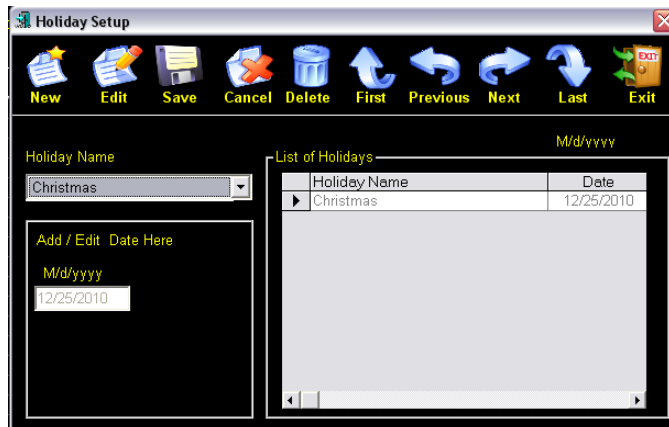 Holiday Setup
New Edit Save Cancel Delete First Previous Next Last Exit
EXIT
M/d/yyyy
Holiday Name
List of Holidays
Christmas
Holiday Name Date
Christmas 12/25/2010
Add / Edit Date Here
M/d/yyyy
12/25/2010